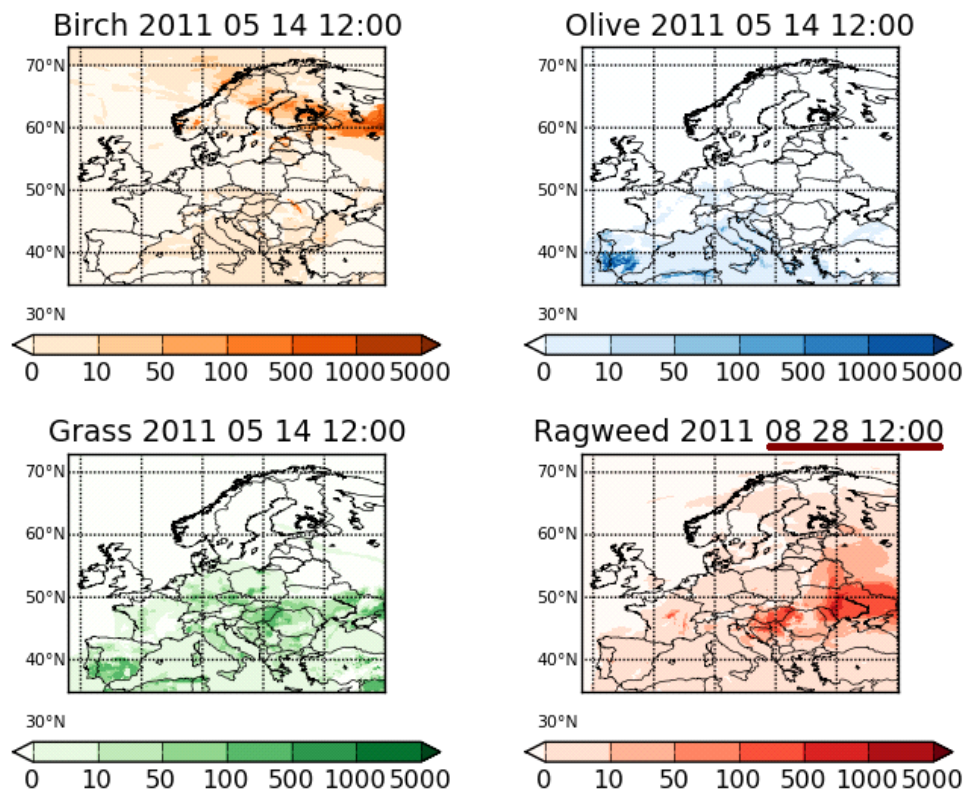 Birch 2011 05 14 12:00
70°N
60°N
50°N
40°N
30°N
0 10 50 100 500 1000 5000
Olive 2011 05 14 12:00
70°N
60°N
50°N
40°N
30°N
0 10 50 100 500 1000 5000
Grass 2011 05 14 12:00
70°N
60°N
50°N
40°N
30°N
0 10 50 100 500 1000 5000
Ragweed 2011 08 28 12:00
70°N
60°N
50°N
40°N
30°N
0 10 50 100 500 1000 5000